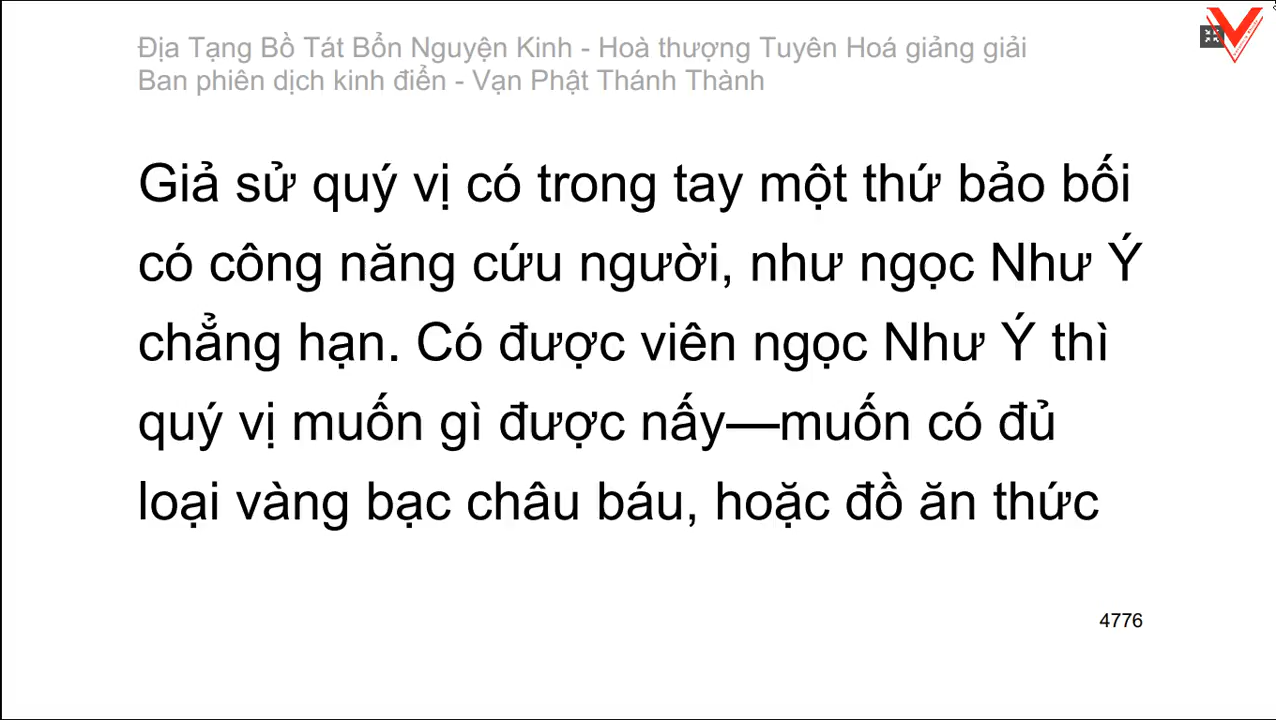 Địa Tạng Bồ Tát Bổn Nguyện Kinh - Hoà thượng Tuyên Hoá giảng giải
Ban phiên dịch kinh điển - Vạn Phật Thánh Thành
Giả sử quý vị có trong tay một thứ bảo bối
có công năng cứu người, như ngọc Như Ý
chẳng hạn. Có được viên ngọc Như Ý thì
quý vị muốn gì được nấy—muốn có đủ
loại vàng bạc châu báu, hoặc đồ ăn thức
4776